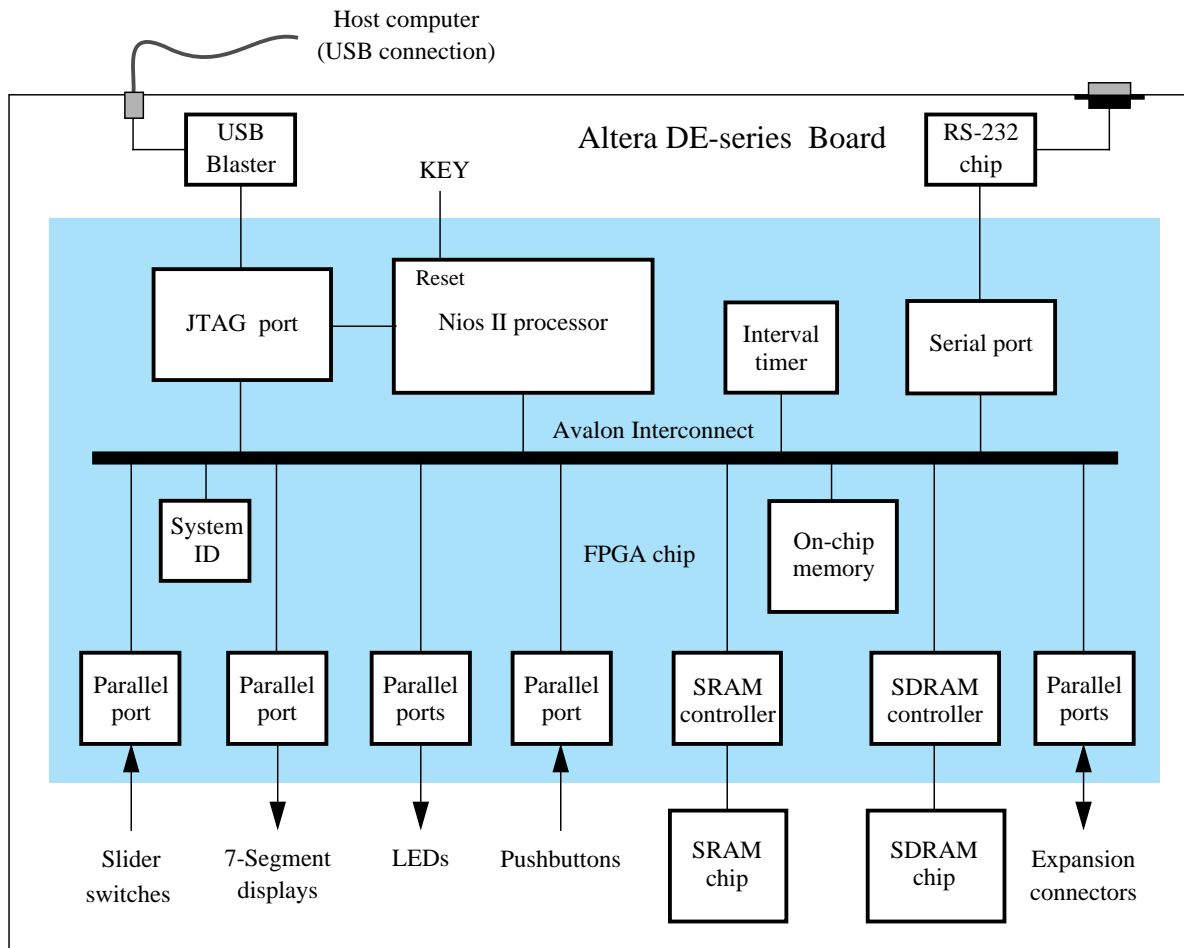 Host computer
(USB connection)
USB
Blaster
Altera DE-series Board
RS-232
chip
KEY
Reset
JTAG port
Nios II processor
Interval
timer
Serial port
Avalon Interconnect
System
ID
FPGA chip
On-chip
memory
Parallel
port
Parallel
port
Parallel
ports
Parallel
port
SRAM
controller
SDRAM
controller
Parallel
ports
Slider
switches
7-Segment
displays
LEDs
Pushbuttons
SRAM
chip
SDRAM
chip
Expansion
connectors